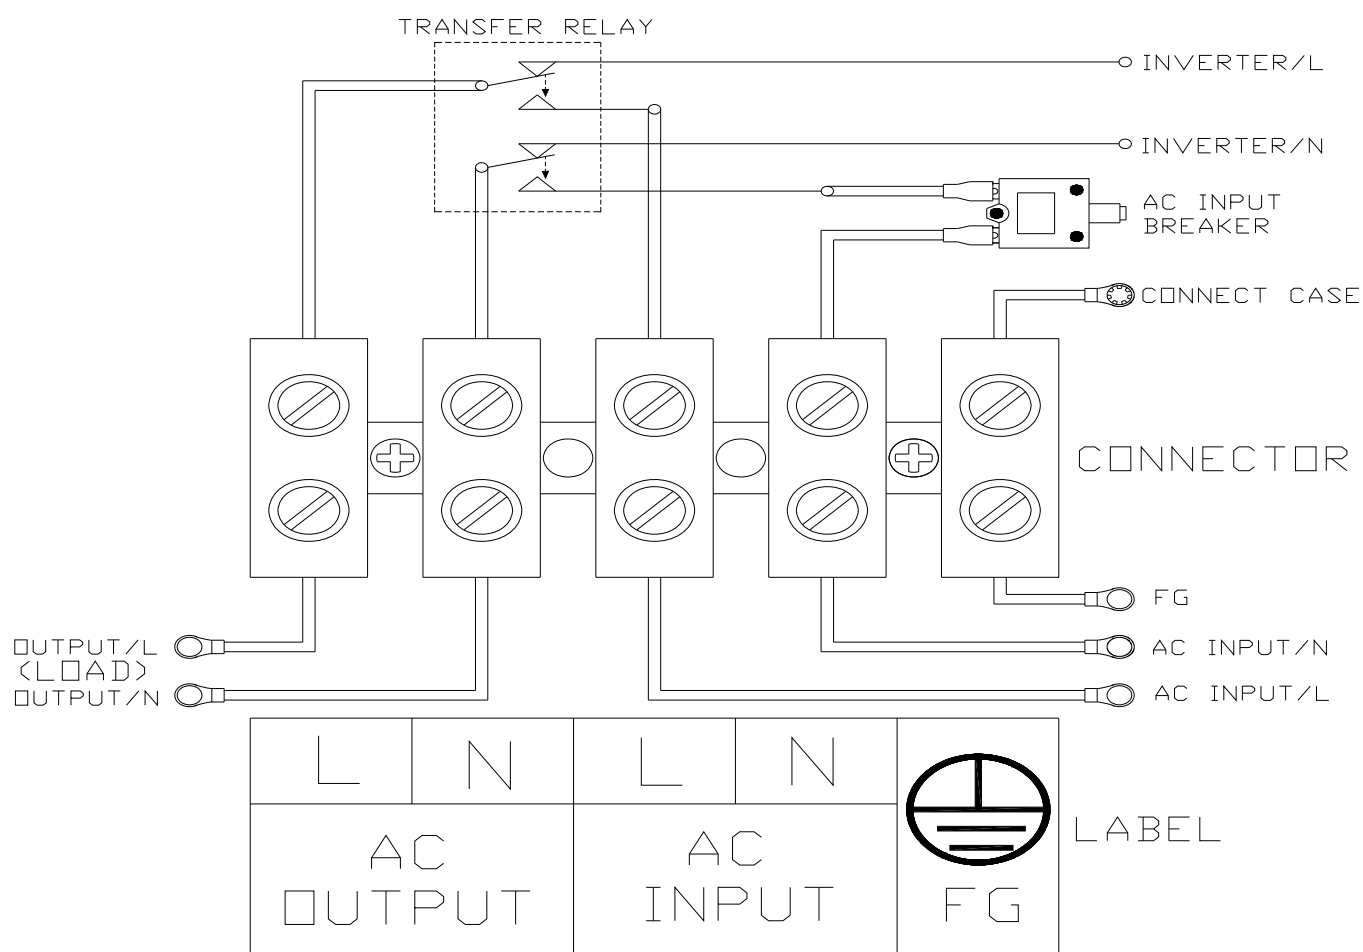 TRANSFER RELAY
INVERTER/L
INVERTER/N
AC INPUT
BREAKER
CONNECT CASE
CONNECTOR
FG
OUTPUT/L
(LOAD)
OUTPUT/N
AC INPUT/N
AC INPUT/L
L N L N
LABEL
AC
OUTPUT
AC
INPUT
FG